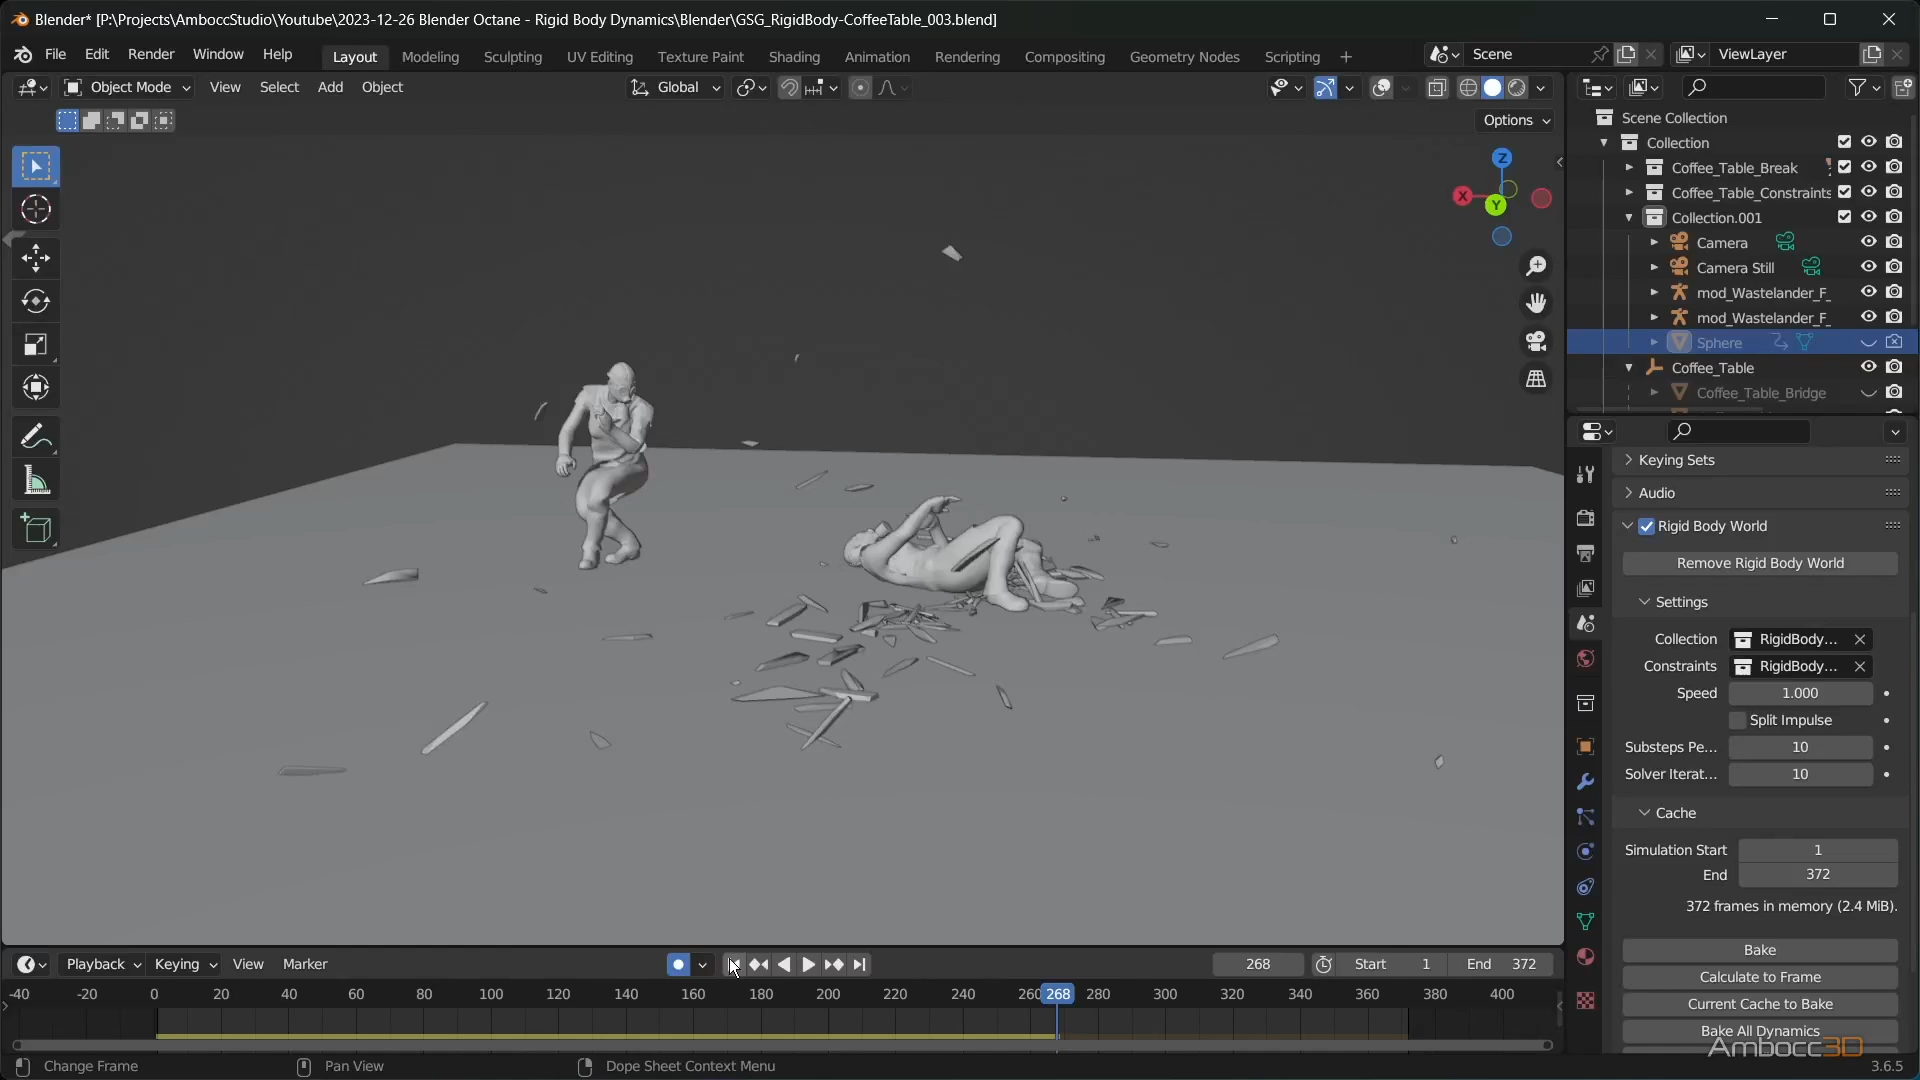 Blender* [P:\Projects\AmboccStudio\Youtube\2023-12-26 Blender Octane - Rigid Body Dynamics\Blender\GSG_RigidBody-CoffeeTable_003.blend]
File Edit Render Window Help Layout Modeling Sculpting UV Editing Texture Paint Shading Animation Rendering Compositing Geometry Nodes Scripting + Scene ViewLayer
Object Mode View Select Add Object Global
Options
Z
X
Y
Scene Collection
Collection
Coffee_Table_Break
Coffee_Table_Constraints
Collection.001
Camera
Camera Still
mod_Wastelander_F_
mod_Wastelander_F_
Sphere
Coffee_Table
Coffee_Table_Bridge
Keying Sets
Audio
Rigid Body World
Remove Rigid Body World
Settings
Collection RigidBody...
Constraints RigidBody...
Speed 1.000
Split Impulse
Substeps Pe... 10
Solver Iterat... 10
Cache
Simulation Start 1
End 372
372 frames in memory (2.4 MiB).
Bake
Calculate to Frame
Current Cache to Bake
Bake All Dynamics
Playback Keying View Marker 268 Start 1 End 372
-40 -20 0 20 40 60 80 100 120 140 160 180 200 220 240 260 268 280 300 320 340 360 380 400
Ambocc3D
Change Frame Pan View Dope Sheet Context Menu 3.6.5